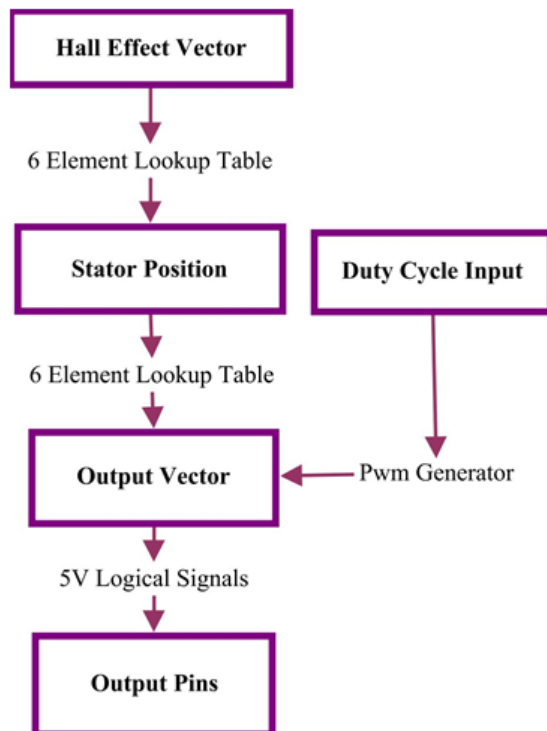 Hall Effect Vector
6 Element Lookup Table
Stator Position
Duty Cycle Input
6 Element Lookup Table
Output Vector
Pwm Generator
5V Logical Signals
Output Pins